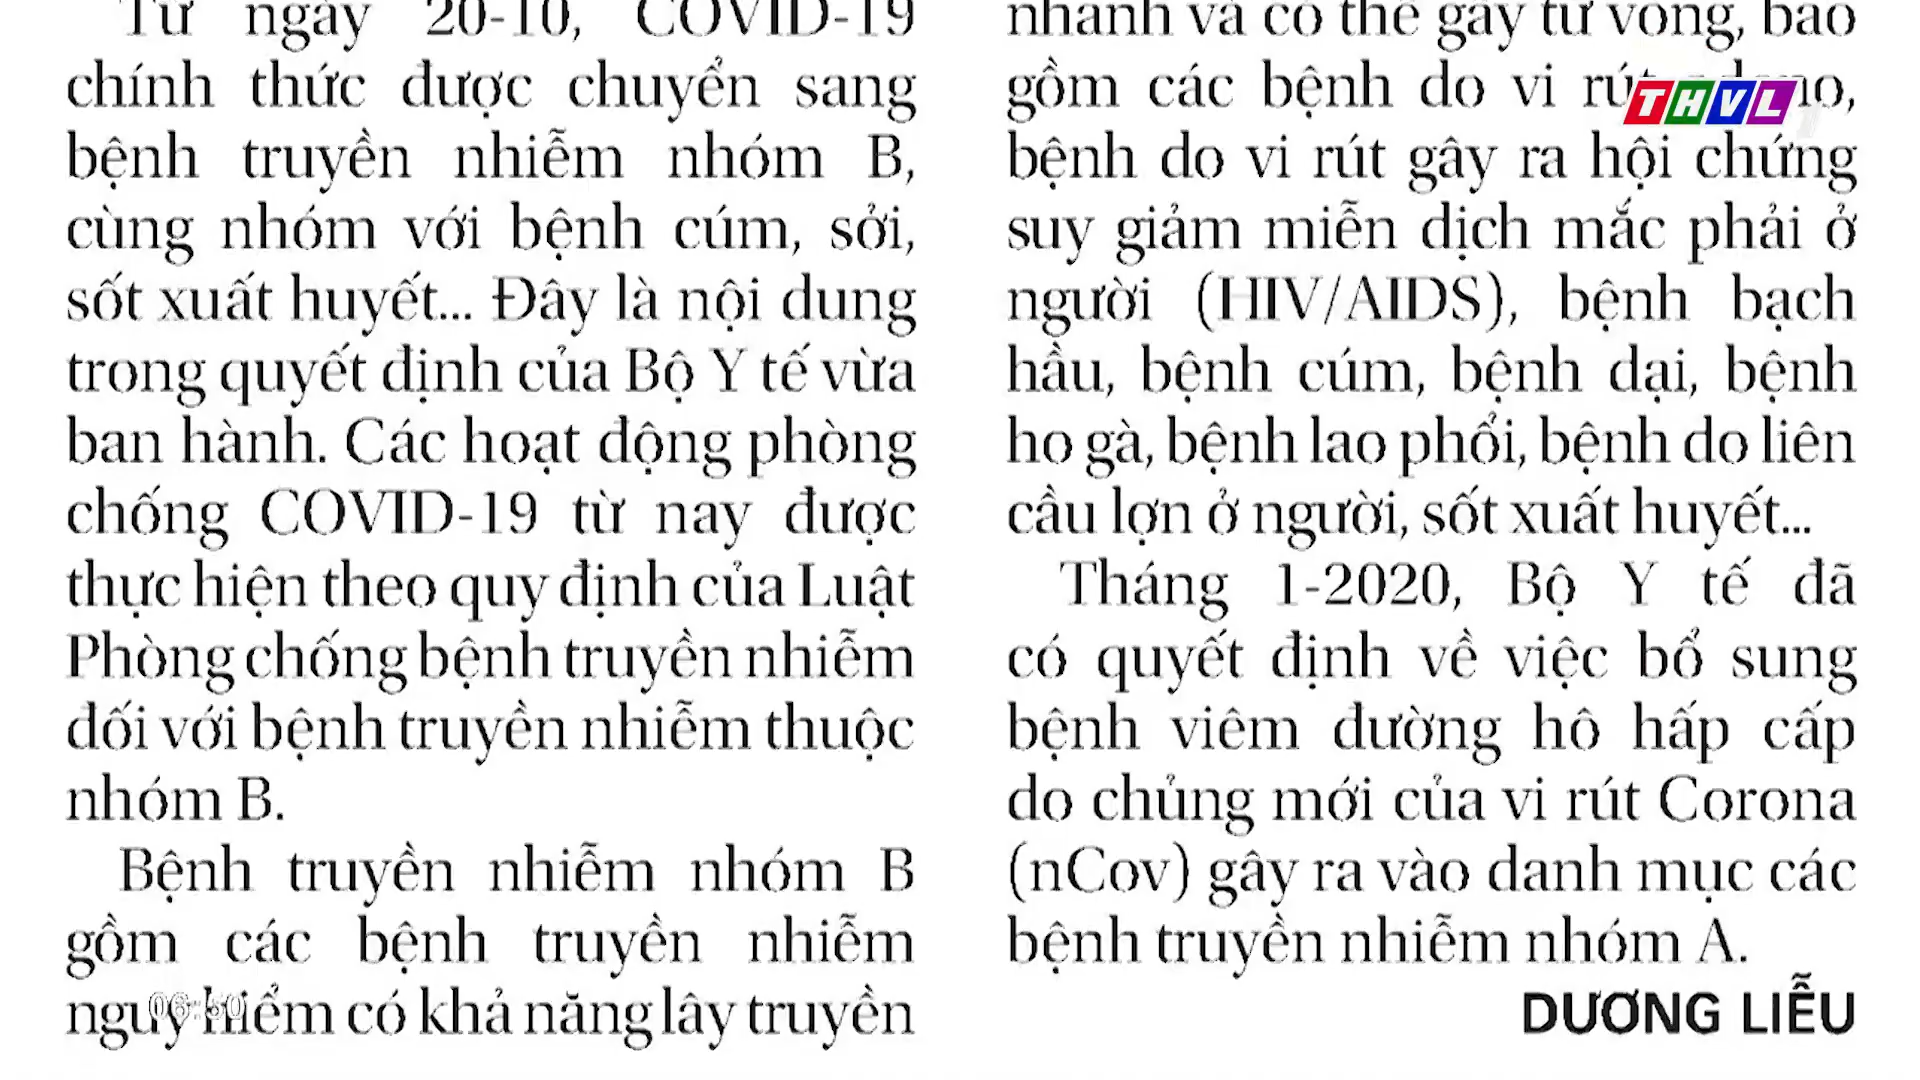 Từ ngày 20-10, COVID-19
chính thức được chuyển sang
bệnh truyền nhiễm nhóm B,
cùng nhóm với bệnh cúm, sởi,
sốt xuất huyết... Đây là nội dung
trong quyết định của Bộ Y tế vừa
ban hành. Các hoạt động phòng
chống COVID-19 từ nay được
thực hiện theo quy định của Luật
Phòng chống bệnh truyền nhiễm
đối với bệnh truyền nhiễm thuộc
nhóm B.
Bệnh truyền nhiễm nhóm B
gồm các bệnh truyền nhiễm
nguy hiểm có khả năng lây truyền
nhanh và có thể gây tử vong, bao
gồm các bệnh do vi rút
bệnh do vi rút gây ra hội chứng
suy giảm miễn dịch mắc phải ở
người (HIV/AIDS), bệnh bạch
hầu, bệnh cúm, bệnh dại, bệnh
ho gà, bệnh lao phổi, bệnh do liên
cầu lợn ở người, sốt xuất huyết...
Tháng 1-2020, Bộ Y tế đã
có quyết định về việc bổ sung
bệnh viêm đường hô hấp cấp
do chủng mới của vi rút Corona
(nCov) gây ra vào danh mục các
bệnh truyền nhiễm nhóm A.
DƯƠNG LIỄU
THVL1
06:50